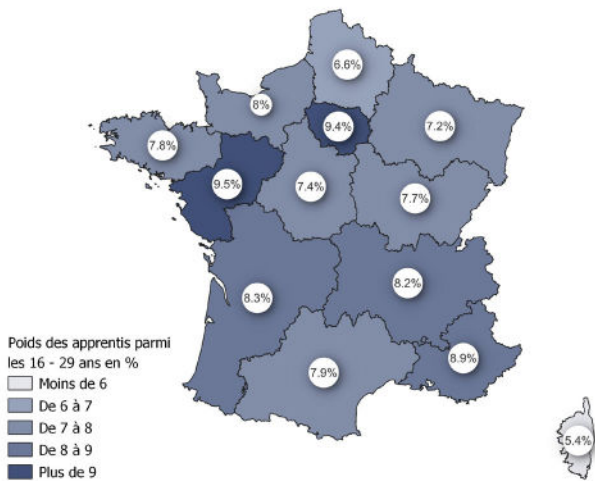 6.6%
8%
9.4%
7.2%
7.8%
9.5%
7.4%
7.7%
8.3%
8.2%
7.9%
8.9%
5.4%
Poids des apprentis parmi
les 16 - 29 ans en %
Moins de 6
De 6 à 7
De 7 à 8
De 8 à 9
Plus de 9